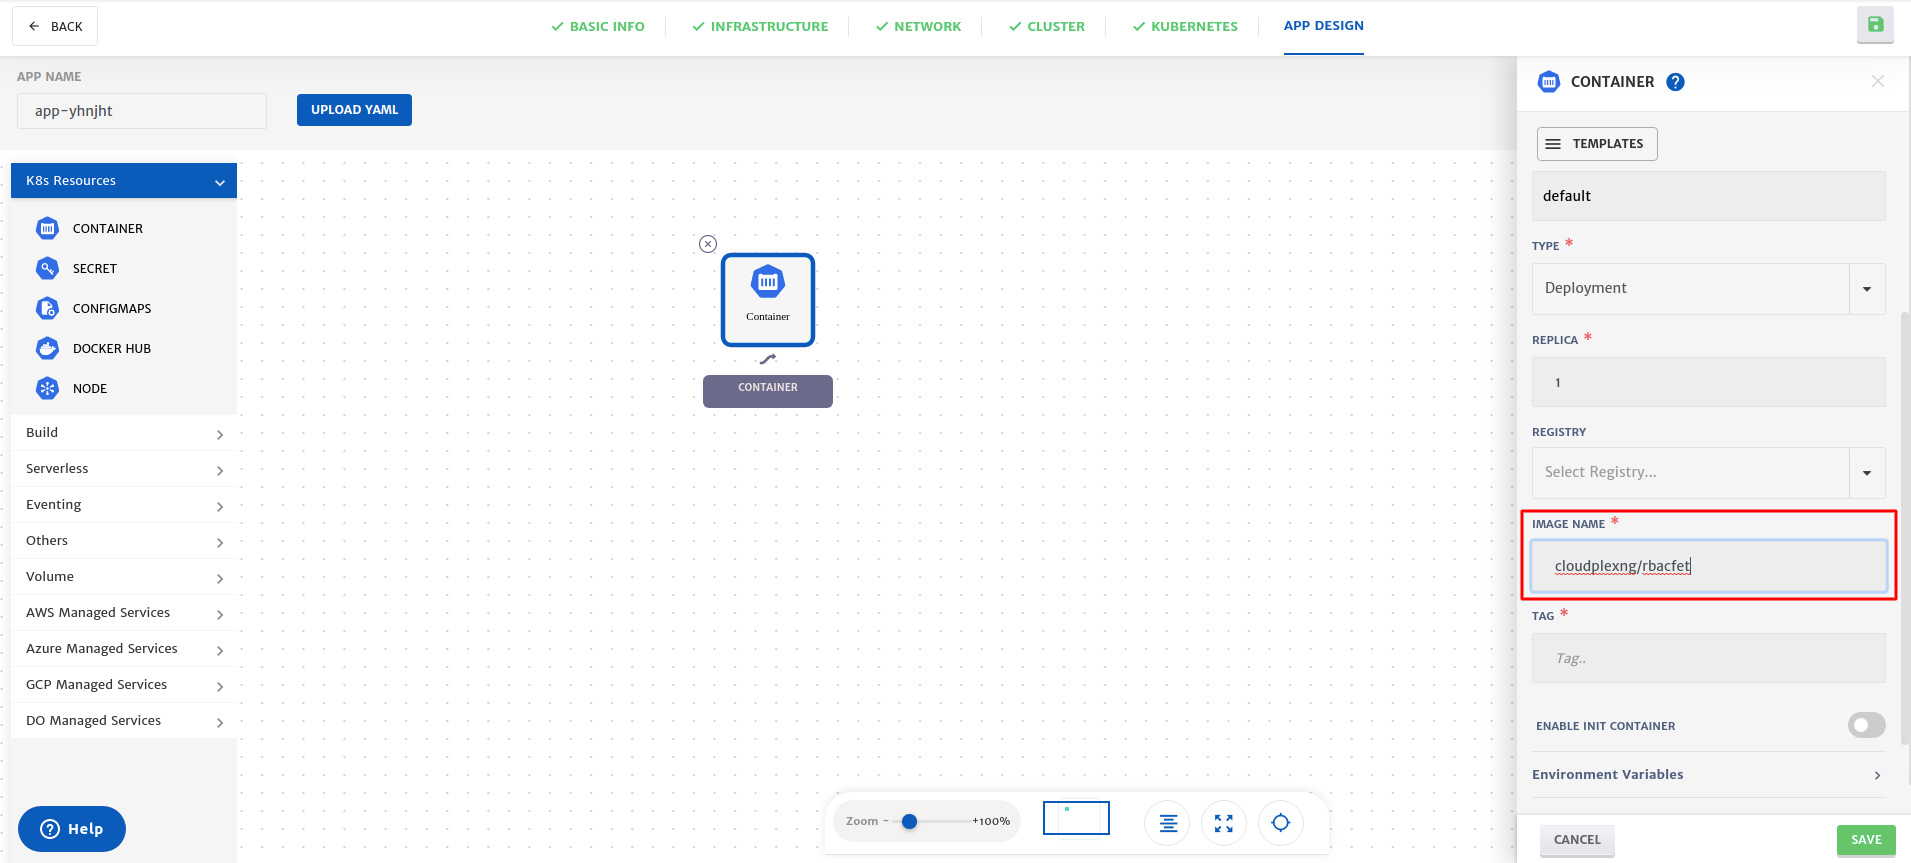 BACK
BASIC INFO
INFRASTRUCTURE
NETWORK
CLUSTER
KUBERNETES
APP DESIGN
APP NAME
app-yhnjht
UPLOAD YAML
K8s Resources
CONTAINER
SECRET
CONFIGMAPS
DOCKER HUB
NODE
Build
Serverless
Eventing
Others
Volume
AWS Managed Services
Azure Managed Services
GCP Managed Services
DO Managed Services
? Help
Container
CONTAINER
Zoom - +100%
CONTAINER ?
TEMPLATES
default
TYPE *
Deployment
REPLICA *
1
REGISTRY
Select Registry...
IMAGE NAME *
cloudplexng/rbacfet
TAG *
Tag..
ENABLE INIT CONTAINER
Environment Variables
CANCEL
SAVE